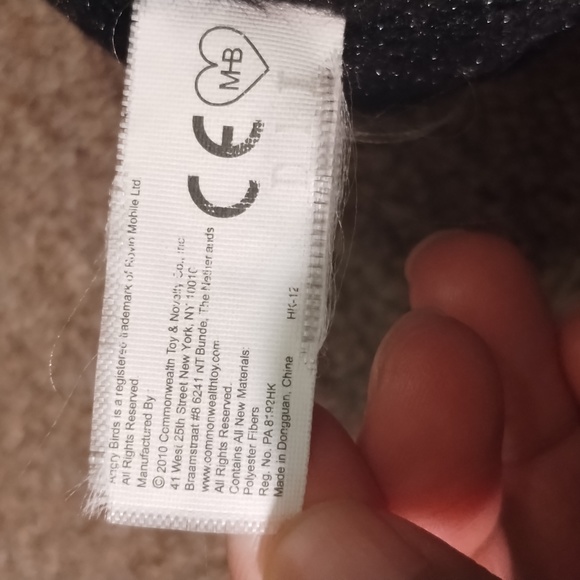 Angry Birds is a registered trademark of Rovio Mobile Ltd
All Rights Reserved
Manufactured By
© 2010 Commonwealth Toy & Novelty Co., Inc
41 West 25th Street New York, NY 10010
Braamstraat #8 6241 NT Bunde, The Netherlands
www.commonwealthtoy.com
All Rights Reserved.
Contains All New Materials
Polyester Fibers
Reg. No. PA 8192HK
Made in Dongguan, China HK-12
CE
MHB